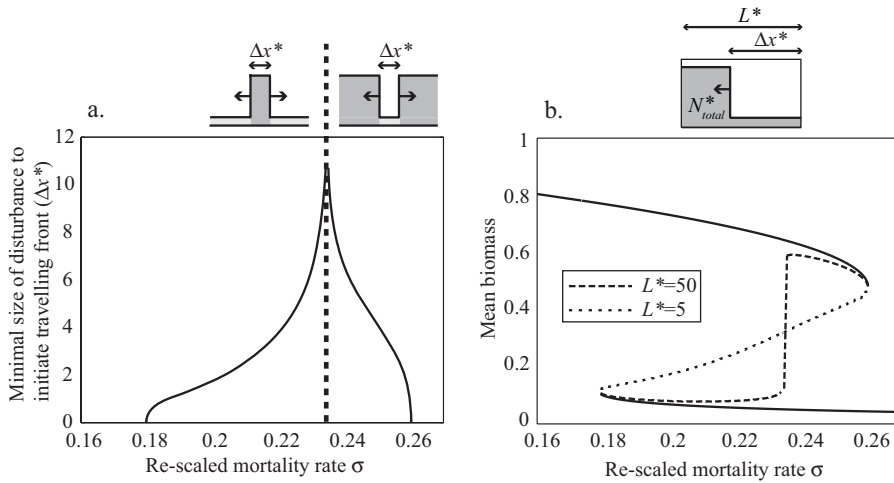 a.
Δx*
Δx*
12
10
8
6
4
2
0
0.16 0.18 0.2 0.22 0.24 0.26
Minimal size of disturbance to
initiate travelling front (Δx*)
Re-scaled mortality rate σ
b.
L*
Δx*
N*total
1
0.8
0.6
0.4
0.2
0
0.16 0.18 0.2 0.22 0.24 0.26
Mean biomass
L*=50
L*=5
Re-scaled mortality rate σ